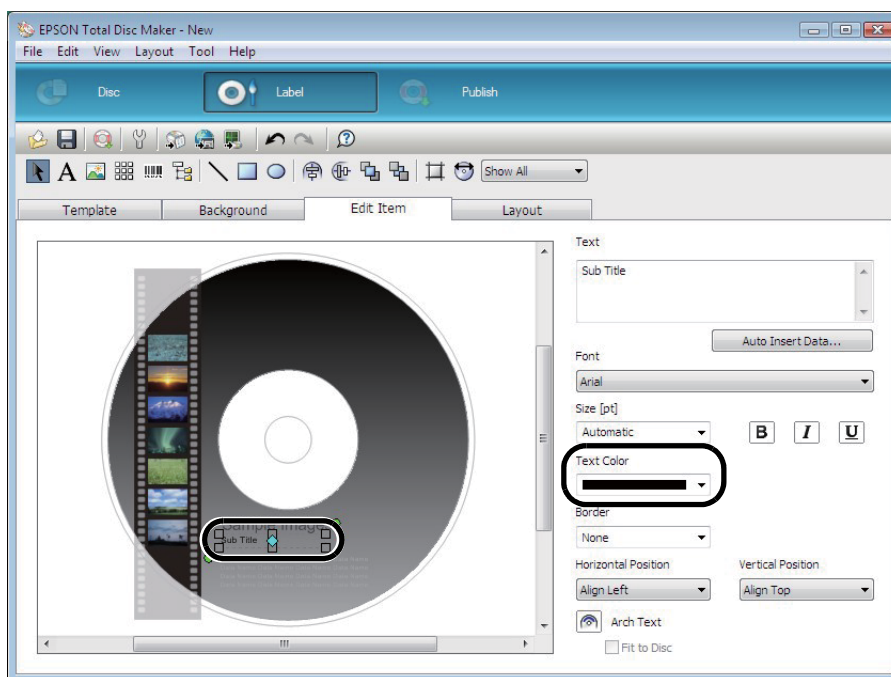 EPSON Total Disc Maker - New
File Edit View Layout Tool Help
Disc Label Publish
A Show All
Template Background Edit Item Layout
Text
Sub Title
Auto Insert Data...
Font
Arial
Size [pt]
Automatic B I U
Text Color
Border
None
Horizontal Position Vertical Position
Align Left Align Top
Arch Text
Fit to Disc
Sample Image
Sub Title